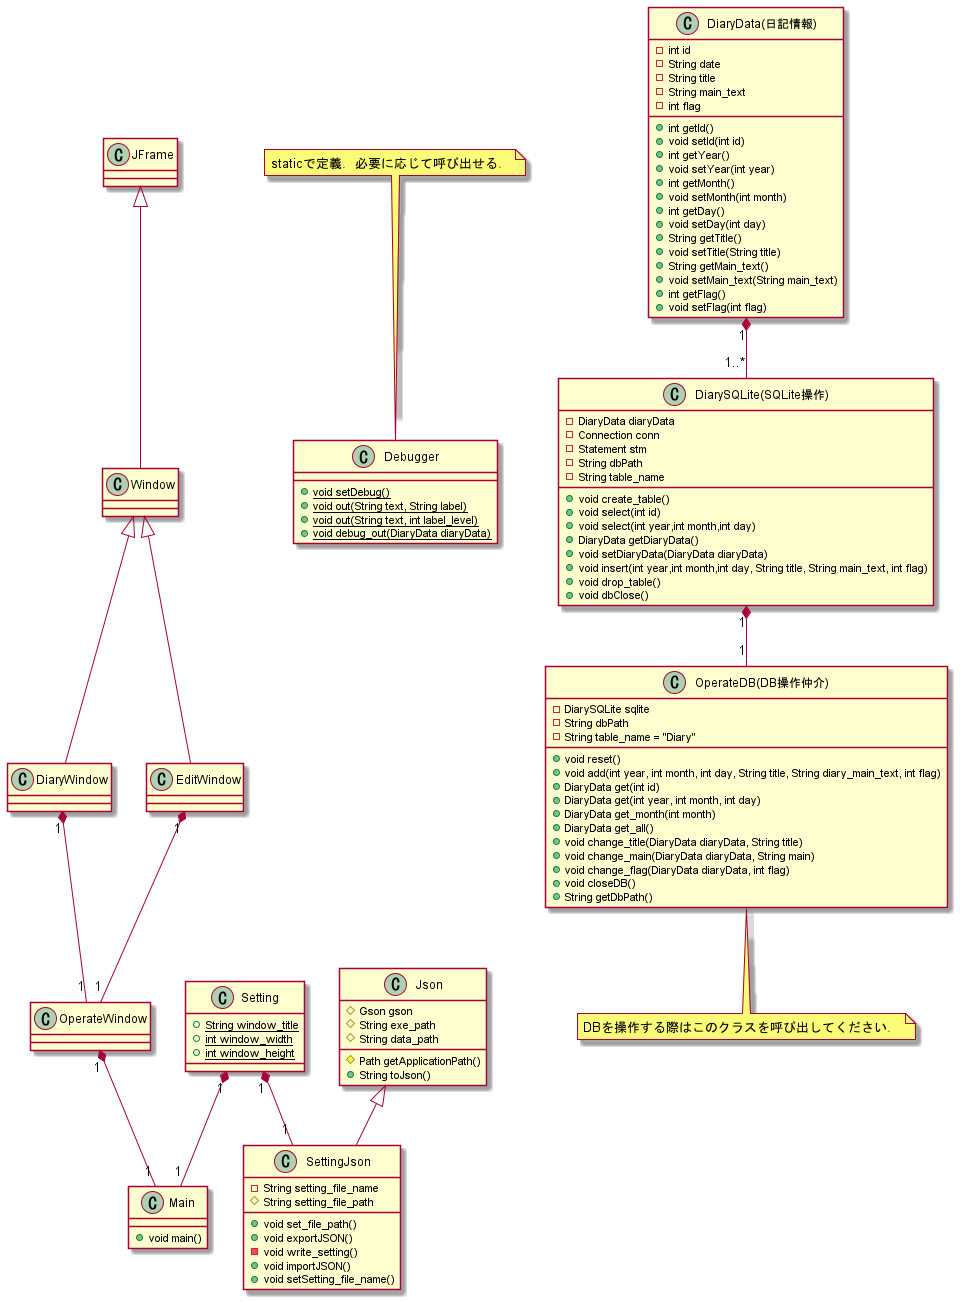 C DiaryData(日記情報)
int id
String date
String title
String main_text
int flag
int getId()
void setId(int id)
int getYear()
void setYear(int year)
int getMonth()
void setMonth(int month)
int getDay()
void setDay(int day)
String getTitle()
void setTitle(String title)
String getMain_text()
void setMain_text(String main_text)
int getFlag()
void setFlag(int flag)
C JFrame
staticで定義．必要に応じて呼び出せる．
1
1..*
C DiarySQLite(SQLite操作)
DiaryData diaryData
Connection conn
Statement stm
String dbPath
String table_name
void create_table()
void select(int id)
void select(int year,int month,int day)
DiaryData getDiaryData()
void setDiaryData(DiaryData diaryData)
void insert(int year,int month,int day, String title, String main_text, int flag)
void drop_table()
void dbClose()
C Debugger
void setDebug()
void out(String text, String label)
void out(String text, int label_level)
void debug_out(DiaryData diaryData)
C Window
1
1
C OperateDB(DB操作仲介)
DiarySQLite sqlite
String dbPath
String table_name = "Diary"
void reset()
void add(int year, int month, int day, String title, String diary_main_text, int flag)
DiaryData get(int id)
DiaryData get(int year, int month, int day)
DiaryData get_month(int month)
DiaryData get_all()
void change_title(DiaryData diaryData, String title)
void change_main(DiaryData diaryData, String main)
void change_flag(DiaryData diaryData, int flag)
void closeDB()
String getDbPath()
C DiaryWindow
C EditWindow
1
1
1
1
C OperateWindow
C Setting
String window_title
int window_width
int window_height
C Json
Gson gson
String exe_path
String data_path
Path getApplicationPath()
String toJson()
DBを操作する際はこのクラスを呼び出してください．
1
1
1
1
1
1
C Main
void main()
C SettingJson
String setting_file_name
String setting_file_path
void set_file_path()
void exportJSON()
void write_setting()
void importJSON()
void setSetting_file_name()